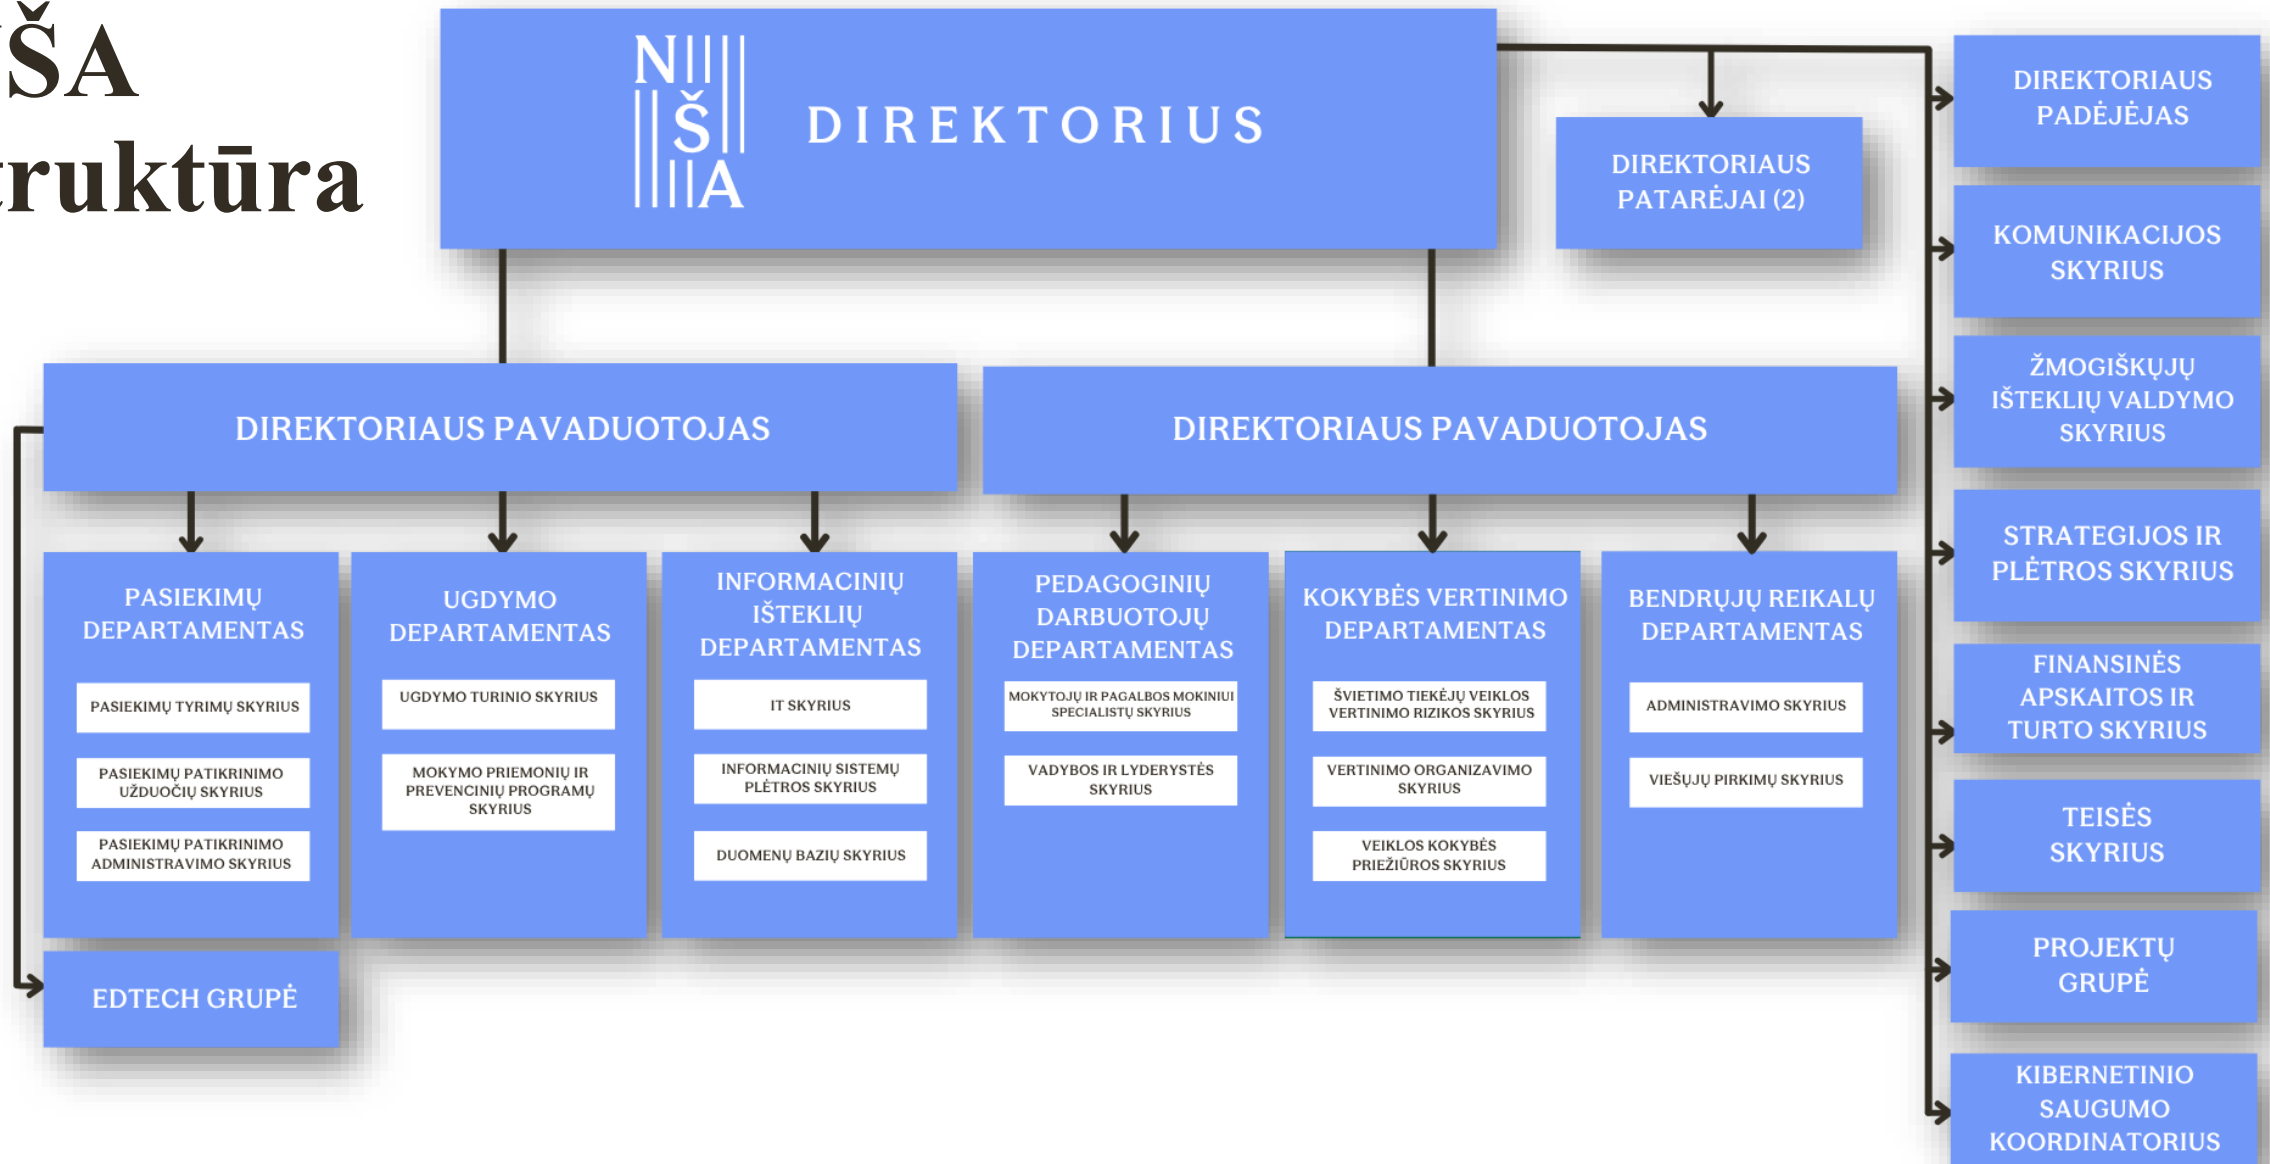 ŠA
truktūra
N
Š
A
DIREKTORIUS
DIREKTORIAUS
PATARĖJAI (2)
DIREKTORIAUS
PADĖJĖJAS
KOMUNIKACIJOS
SKYRIUS
ŽMOGIŠKŲJŲ
IŠTEKLIŲ VALDYMO
SKYRIUS
STRATEGIJOS IR
PLĖTROS SKYRIUS
FINANSINĖS
APSKAITOS IR
TURTO SKYRIUS
TEISĖS
SKYRIUS
PROJEKTŲ
GRUPĖ
KIBERNETINIO
SAUGUMO
KOORDINATORIUS
DIREKTORIAUS PAVADUOTOJAS
DIREKTORIAUS PAVADUOTOJAS
PASIEKIMŲ
DEPARTAMENTAS
PASIEKIMŲ TYRIMŲ SKYRIUS
PASIEKIMŲ PATIKRINIMO
UŽDUOČIŲ SKYRIUS
PASIEKIMŲ PATIKRINIMO
ADMINISTRAVIMO SKYRIUS
EDTECH GRUPĖ
UGDYMO
DEPARTAMENTAS
UGDYMO TURINIO SKYRIUS
MOKYMO PRIEMONIŲ IR
PREVENCINIŲ PROGRAMŲ
SKYRIUS
INFORMACINIŲ
IŠTEKLIŲ
DEPARTAMENTAS
IT SKYRIUS
INFORMACINIŲ SISTEMŲ
PLĖTROS SKYRIUS
DUOMENŲ BAZIŲ SKYRIUS
PEDAGOGINIŲ
DARBUOTOJŲ
DEPARTAMENTAS
MOKYTOJŲ IR PAGALBOS MOKINIUI
SPECIALISTŲ SKYRIUS
VADYBOS IR LYDERYSTĖS
SKYRIUS
KOKYBĖS VERTINIMO
DEPARTAMENTAS
ŠVIETIMO TIEKĖJŲ VEIKLOS
VERTINIMO RIZIKOS SKYRIUS
VERTINIMO ORGANIZAVIMO
SKYRIUS
VEIKLOS KOKYBĖS
PRIEŽIŪROS SKYRIUS
BENDRŲJŲ REIKALŲ
DEPARTAMENTAS
ADMINISTRAVIMO SKYRIUS
VIEŠŲJŲ PIRKIMŲ SKYRIUS